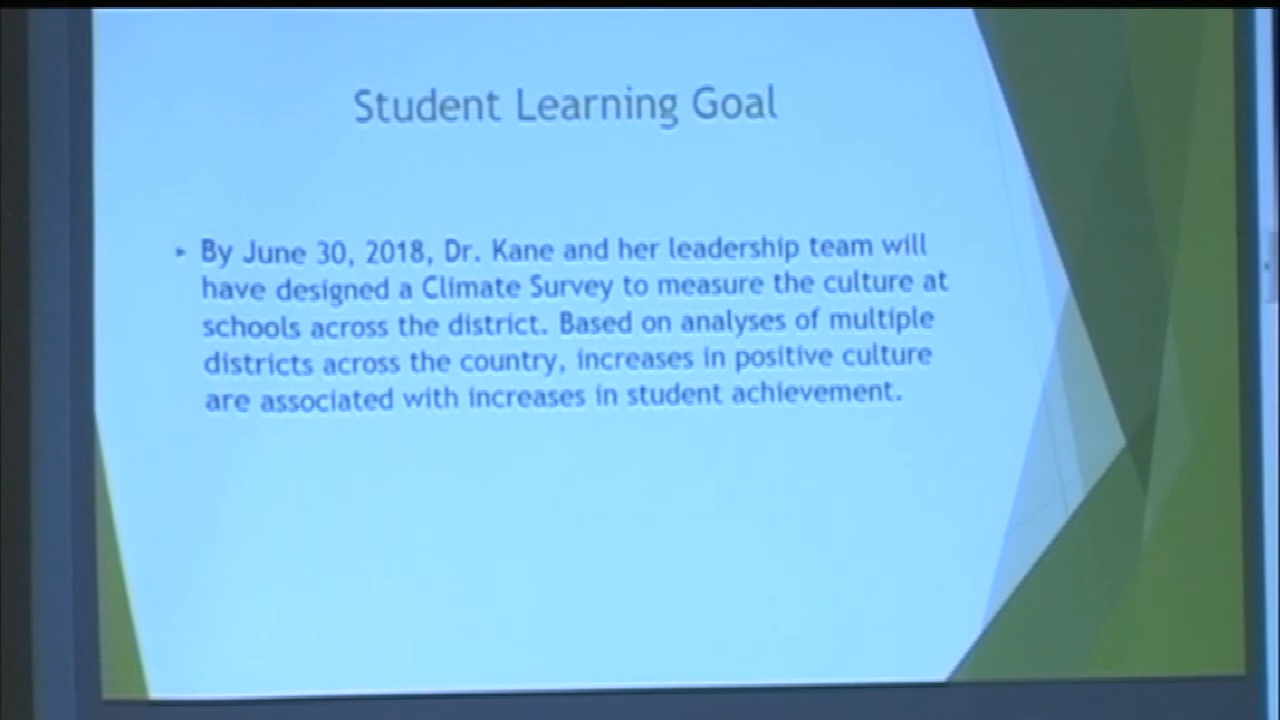 Student Learning Goal
By June 30, 2018, Dr. Kane and her leadership team will
have designed a Climate Survey to measure the culture at
schools across the district. Based on analyses of multiple
districts across the country, increases in positive culture
are associated with increases in student achievement.